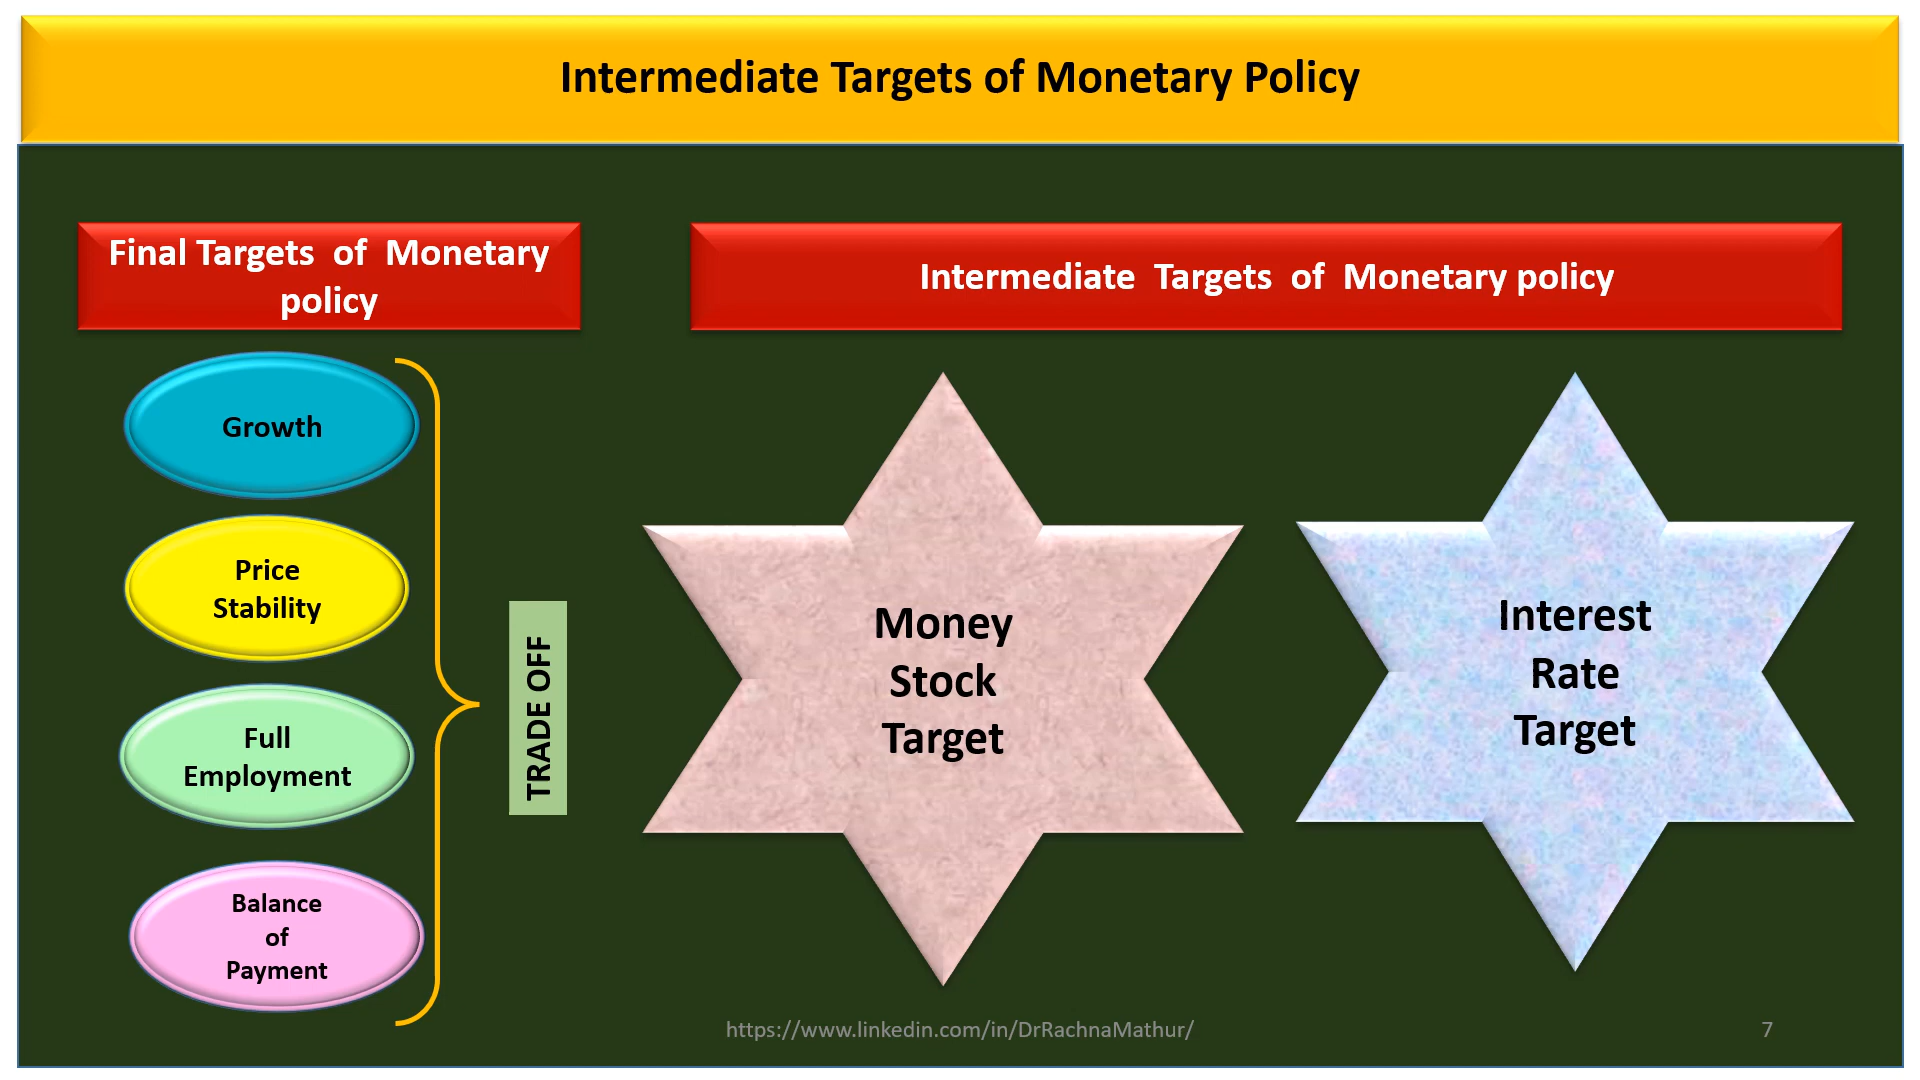 Intermediate Targets of Monetary Policy
Final Targets of Monetary
policy
Intermediate Targets of Monetary policy
Growth
Price
Stability
Full
Employment
Balance
of
Payment
TRADE OFF
Money
Stock
Target
Interest
Rate
Target
https://www.linkedin.com/in/DrRachnaMathur/
7